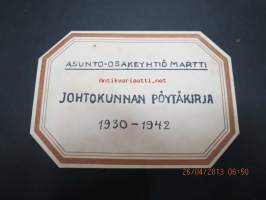 ASUNTO-OSAKEYHTIÖ MARTTI
Antikvariaatti.net
JOHTOKUNNAN PÖYTÄKIRJA
1930-1942
26/04/2013 06:50